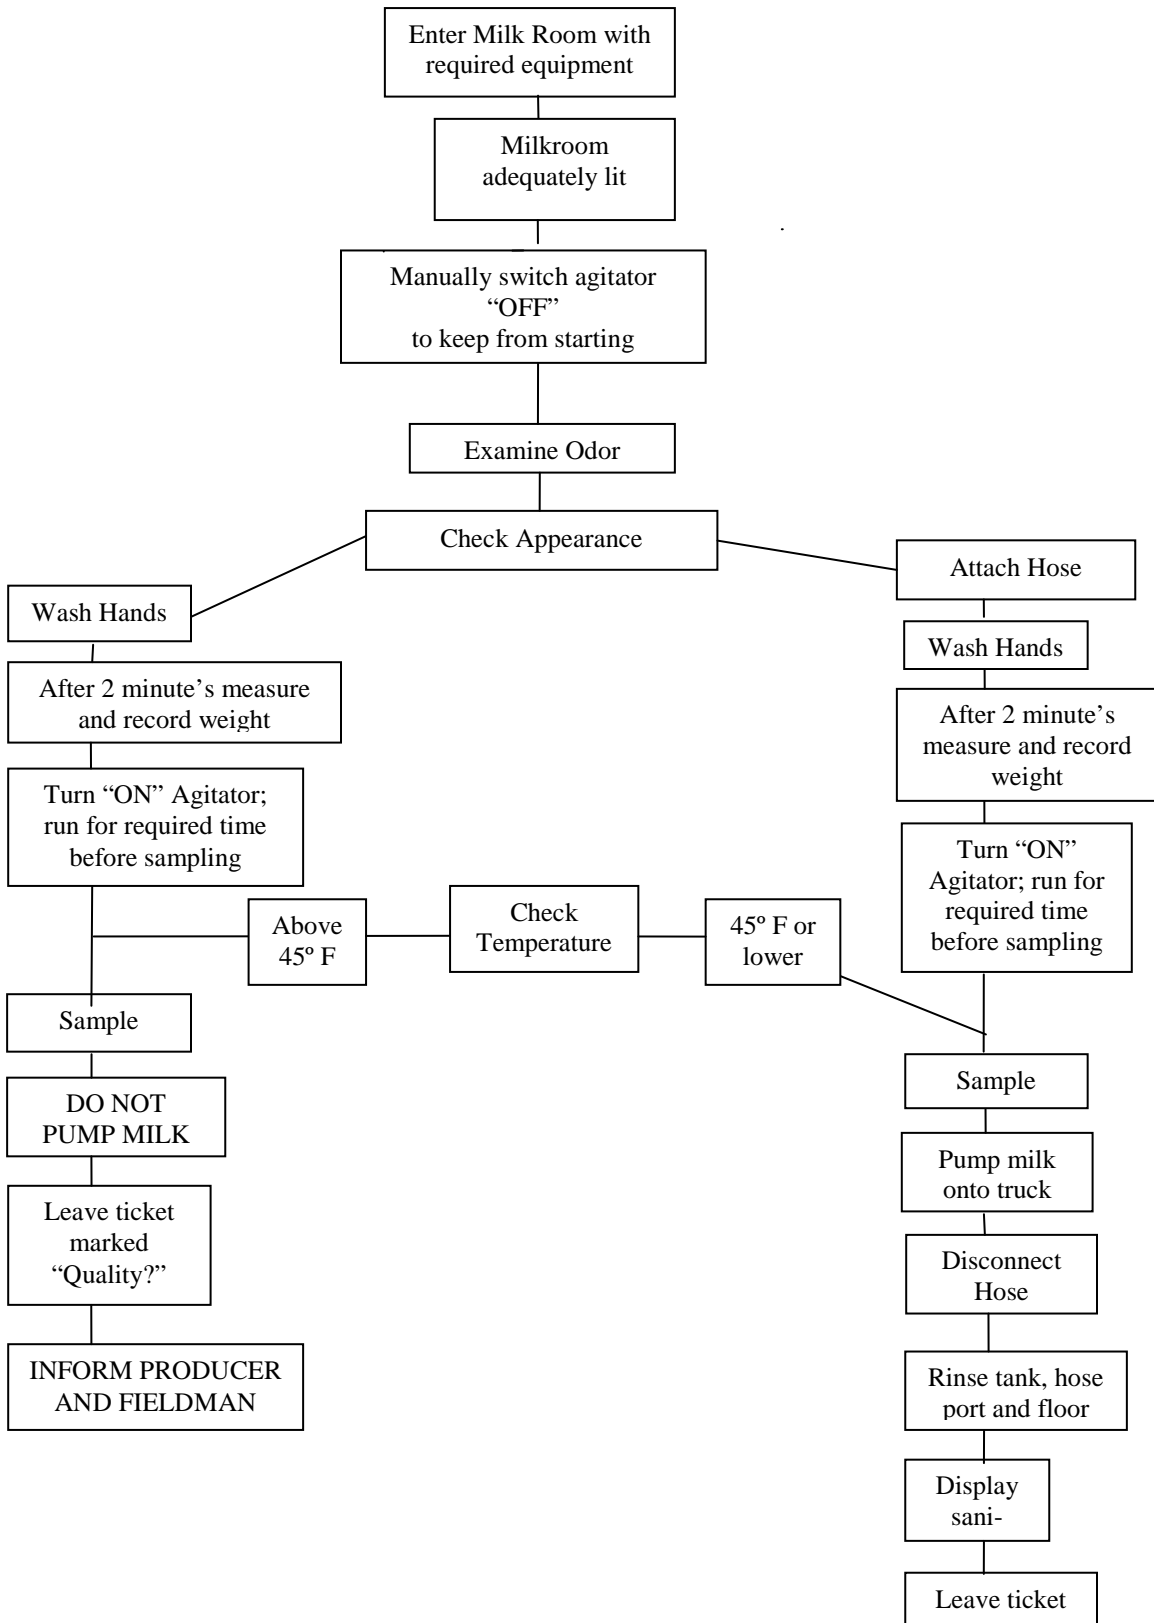 Enter Milk Room with
required equipment
Milkroom
adequately lit
Manually switch agitator
“OFF”
to keep from starting
Examine Odor
Check Appearance
Wash Hands
After 2 minute’s measure
and record weight
Turn “ON” Agitator;
run for required time
before sampling
Above
45º F
Check
Temperature
45º F or
lower
Sample
DO NOT
PUMP MILK
Leave ticket
marked
“Quality?”
INFORM PRODUCER
AND FIELDMAN
Attach Hose
Wash Hands
After 2 minute’s
measure and record
weight
Turn “ON”
Agitator; run for
required time
before sampling
Sample
Pump milk
onto truck
Disconnect
Hose
Rinse tank, hose
port and floor
Display
sani-
Leave ticket